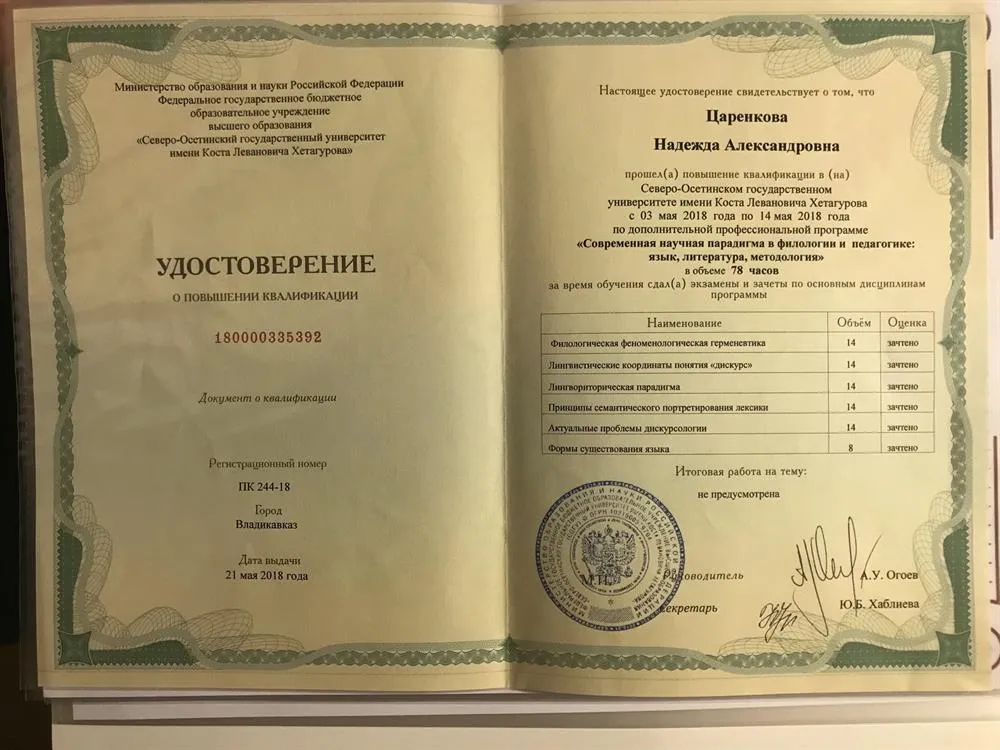 Министерство образования и науки Российской Федерации
Федеральное государственное бюджетное
образовательное учреждение
высшего образования
«Северо-Осетинский государственный университет
имени Коста Левановича Хетагурова»
УДОСТОВЕРЕНИЕ
О ПОВЫШЕНИИ КВАЛИФИКАЦИИ
180000335392
Документ о квалификации
Регистрационный номер
ПК 244-18
Город
Владикавказ
Дата выдачи
21 мая 2018 года
Настоящее удостоверение свидетельствует о том, что
Царенкова
Надежда Александровна
прошел(а) повышение квалификации в (на)
Северо-Осетинском государственном
университете имени Коста Левановича Хетагурова
с 03 мая 2018 года по 14 мая 2018 года
по дополнительной профессиональной программе
«Современная научная парадигма в филологии и педагогике:
язык, литература, методология»
в объеме 78 часов
за время обучения сдал(а) экзамены и зачеты по основным дисциплинам
программы
Наименование Объём Оценка
Филологическая феноменологическая герменевтика 14 зачтено
Лингвистические координаты понятия «дискурс» 14 зачтено
Лингвориторическая парадигма 14 зачтено
Принципы семантического портретирования лексики 14 зачтено
Актуальные проблемы дискурсологии 14 зачтено
Формы существования языка 8 зачтено
Итоговая работа на тему:
не предусмотрена
М.П.
Руководитель А.У. Огоев
Секретарь Ю.Б. Хаблиева